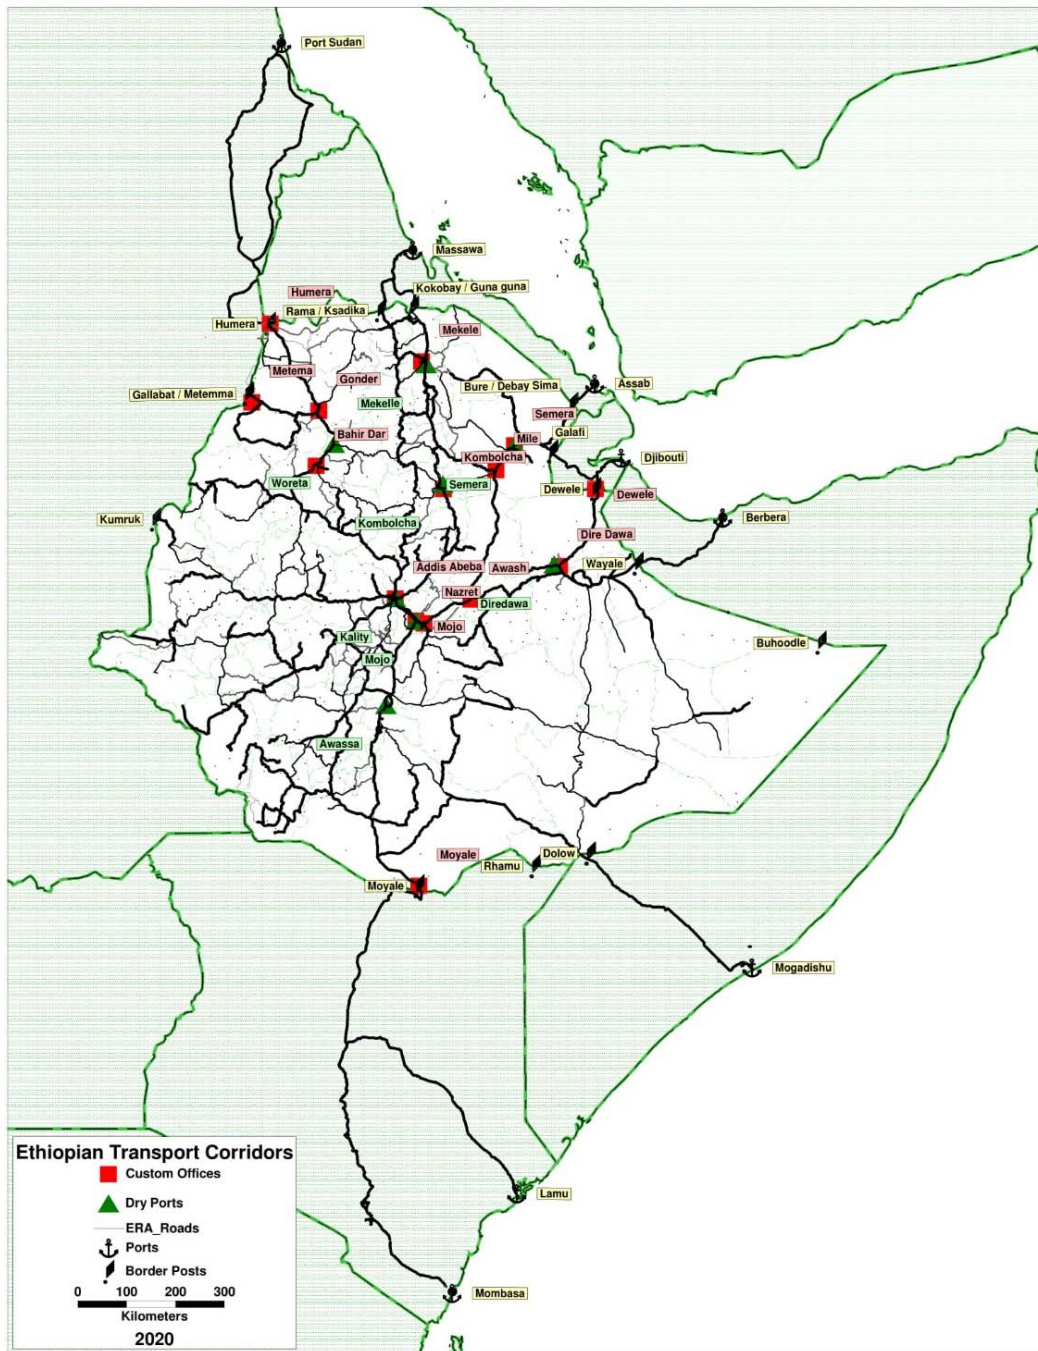 Port Sudan
Massawa
Kokobay / Guna guna
Humera
Rama / Ksadika
Humera
Mekele
Metema
Gonder
Gallabat / Metemma
Mekelle
Bure / Debay Sima
Assab
Semera
Galafi
Bahir Dar
Mile
Kombolcha
Djibouti
Woreta
Semera
Dewele
Dewele
Kumruk
Kombolcha
Berbera
Dire Dawa
Addis Abeba
Awash
Wayale
Nazret
Diredawa
Mojo
Kality
Buhoodle
Mojo
Awassa
Moyale
Rhamu
Dolow
Moyale
Mogadishu
Lamu
Mombasa
Ethiopian Transport Corridors
Custom Offices
Dry Ports
ERA_Roads
Ports
Border Posts
0 100 200 300
Kilometers
2020